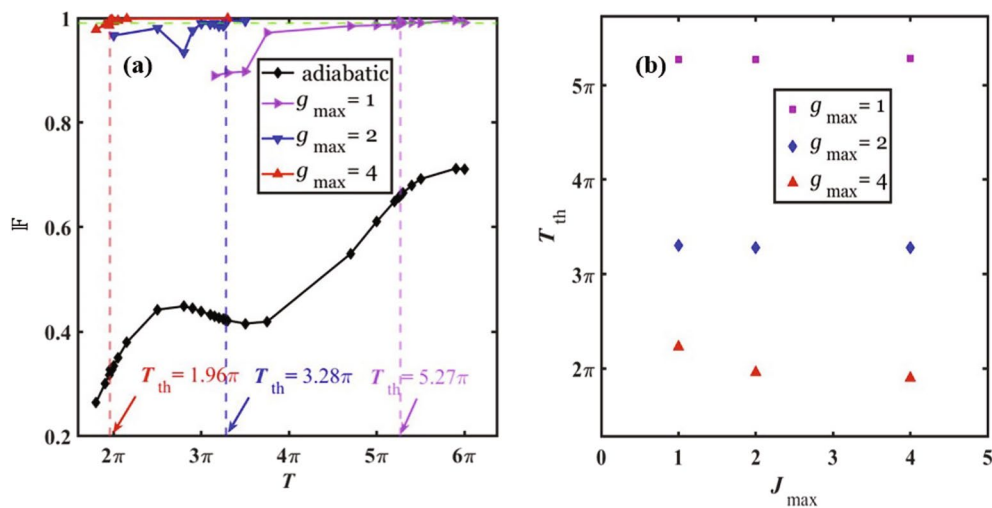 (a)
adiabatic
g max = 1
g max = 2
g max = 4
1
0.8
0.6
0.4
0.2
𝔽
T th = 1.96π
T th = 3.28π
T th = 5.27π
2π 3π 4π 5π 6π
T
(b)
g max = 1
g max = 2
g max = 4
5π
4π
3π
2π
T th
0 1 2 3 4 5
J max